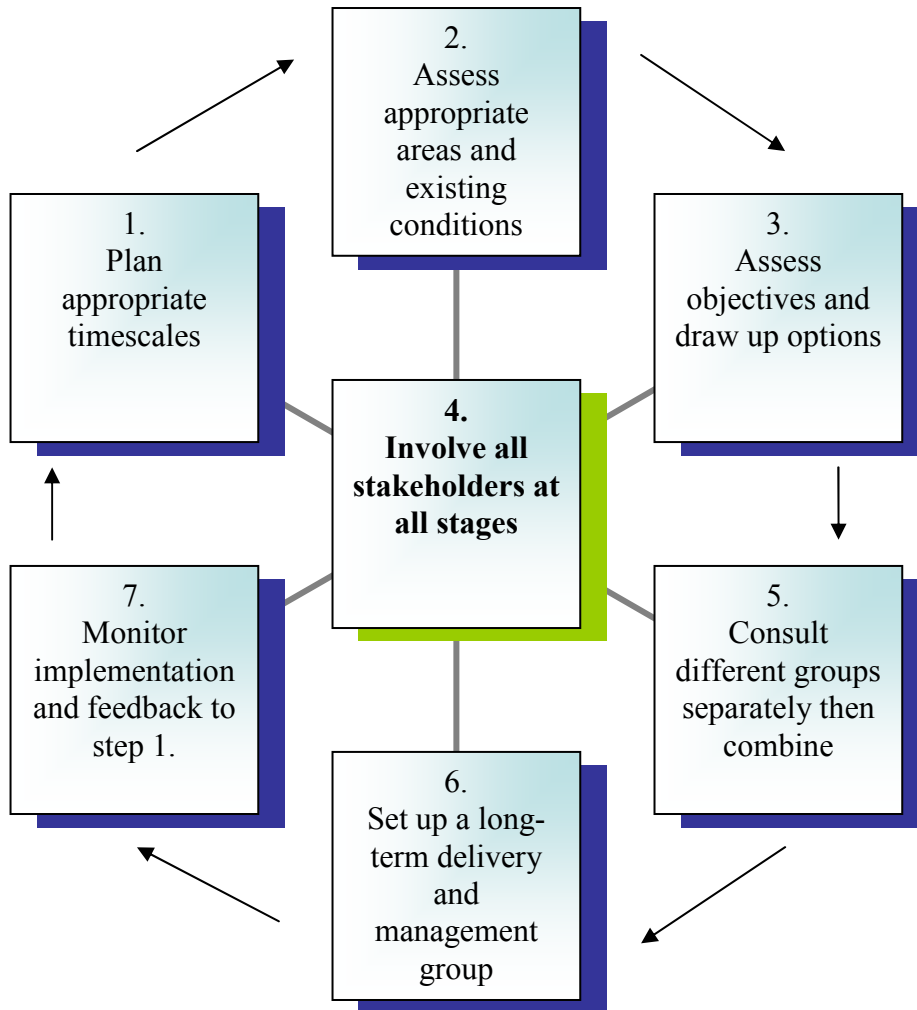 1.
Plan
appropriate
timescales
2.
Assess
appropriate
areas and
existing
conditions
3.
Assess
objectives and
draw up options
4.
Involve all
stakeholders at
all stages
5.
Consult
different groups
separately then
combine
6.
Set up a long-
term delivery
and
management
group
7.
Monitor
implementation
and feedback to
step 1.